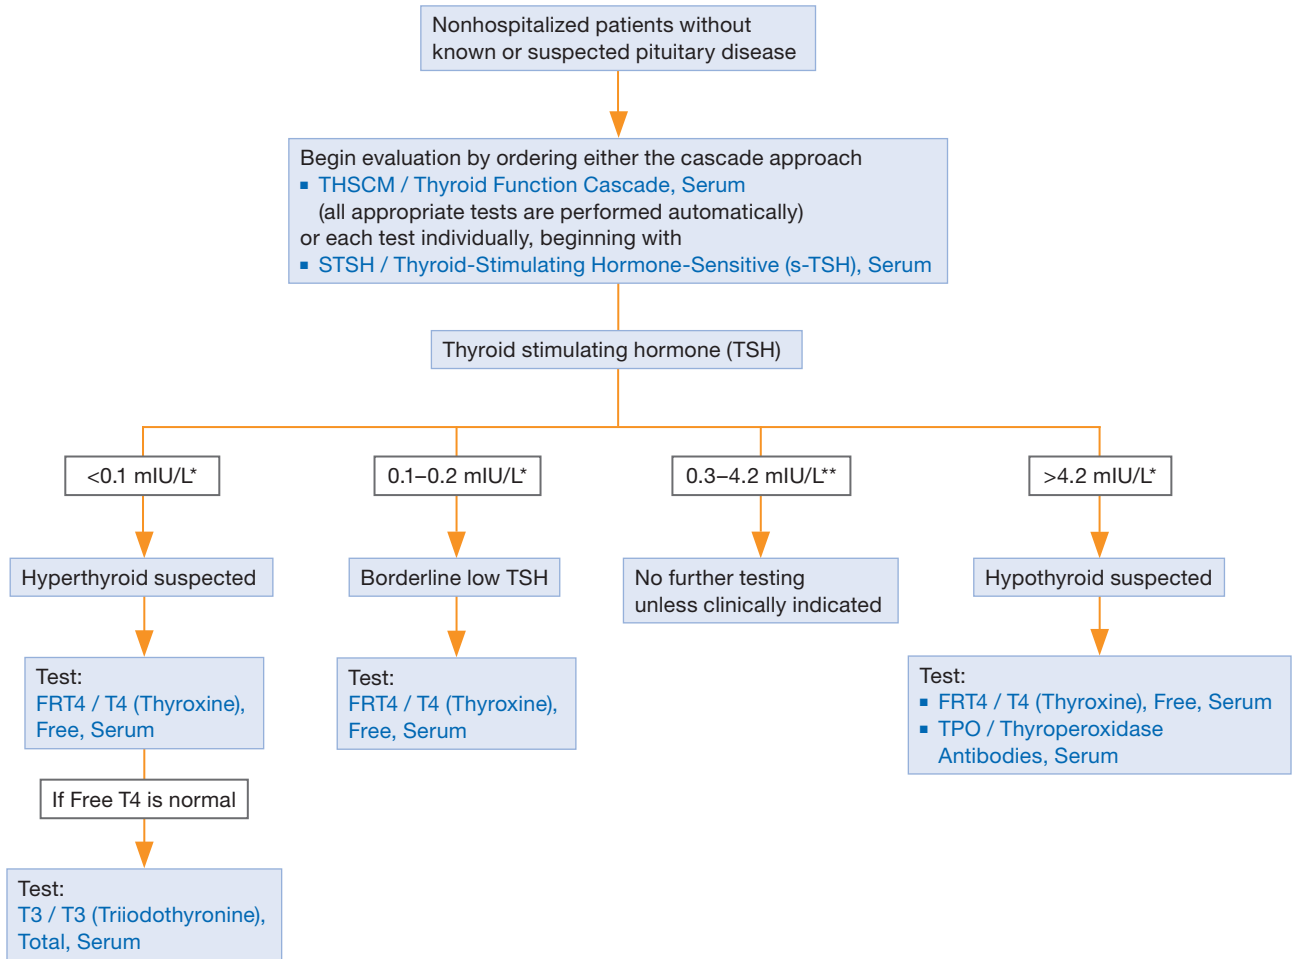 Nonhospitalized patients without
known or suspected pituitary disease
Begin evaluation by ordering either the cascade approach
▪ THSCM / Thyroid Function Cascade, Serum
(all appropriate tests are performed automatically)
or each test individually, beginning with
▪ STSH / Thyroid-Stimulating Hormone-Sensitive (s-TSH), Serum
Thyroid stimulating hormone (TSH)
<0.1 mIU/L*
0.1–0.2 mIU/L*
0.3–4.2 mIU/L**
>4.2 mIU/L*
Hyperthyroid suspected
Borderline low TSH
No further testing
unless clinically indicated
Hypothyroid suspected
Test:
FRT4 / T4 (Thyroxine),
Free, Serum
Test:
FRT4 / T4 (Thyroxine),
Free, Serum
Test:
▪ FRT4 / T4 (Thyroxine), Free, Serum
▪ TPO / Thyroperoxidase
Antibodies, Serum
If Free T4 is normal
Test:
T3 / T3 (Triiodothyronine),
Total, Serum